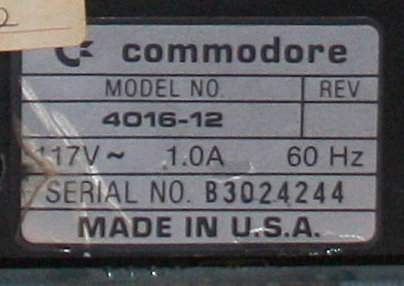 commodore
MODEL NO. REV
4016-12
117V~ 1.0A 60 Hz
SERIAL NO. B3024244
MADE IN U.S.A.